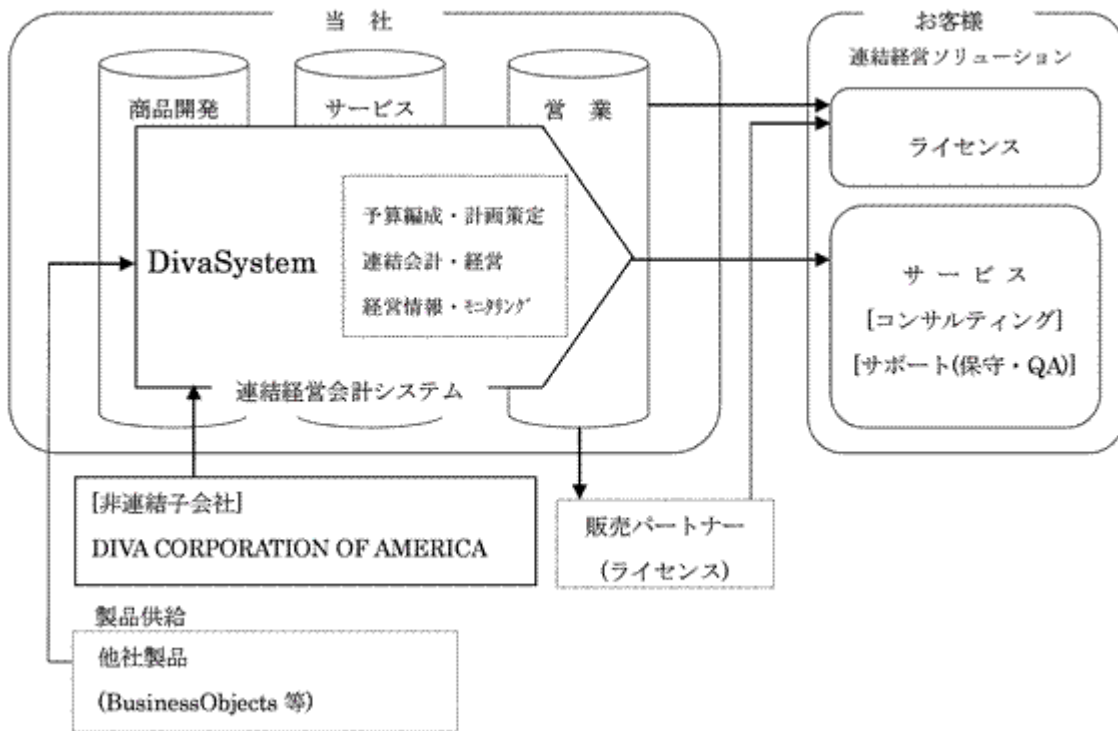 当 社
商品開発
サービス
営 業
DivaSystem
予算編成・計画策定
連結会計・経営
経営情報・ﾓﾆﾀﾘﾝｸﾞ
連結経営会計システム
お客様
連結経営ソリューション
ライセンス
サ ー ビ ス
[コンサルティング]
[サポート(保守・QA)]
[非連結子会社]
DIVA CORPORATION OF AMERICA
販売パートナー
(ライセンス)
製品供給
他社製品
(BusinessObjects 等)